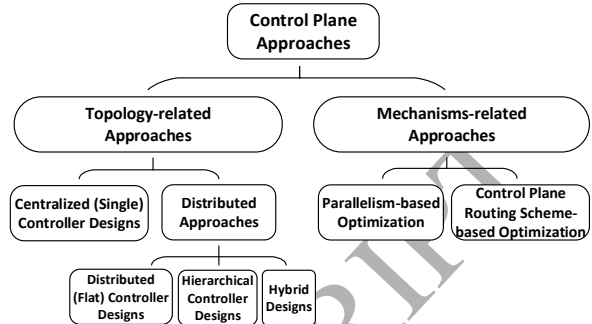 Control Plane
Approaches
Topology-related
Approaches
Mechanisms-related
Approaches
Centralized (Single)
Controller Designs
Distributed
Approaches
Parallelism-based
Optimization
Control Plane
Routing Scheme-
based Optimization
Distributed
(Flat) Controller
Designs
Hierarchical
Controller
Designs
Hybrid
Designs